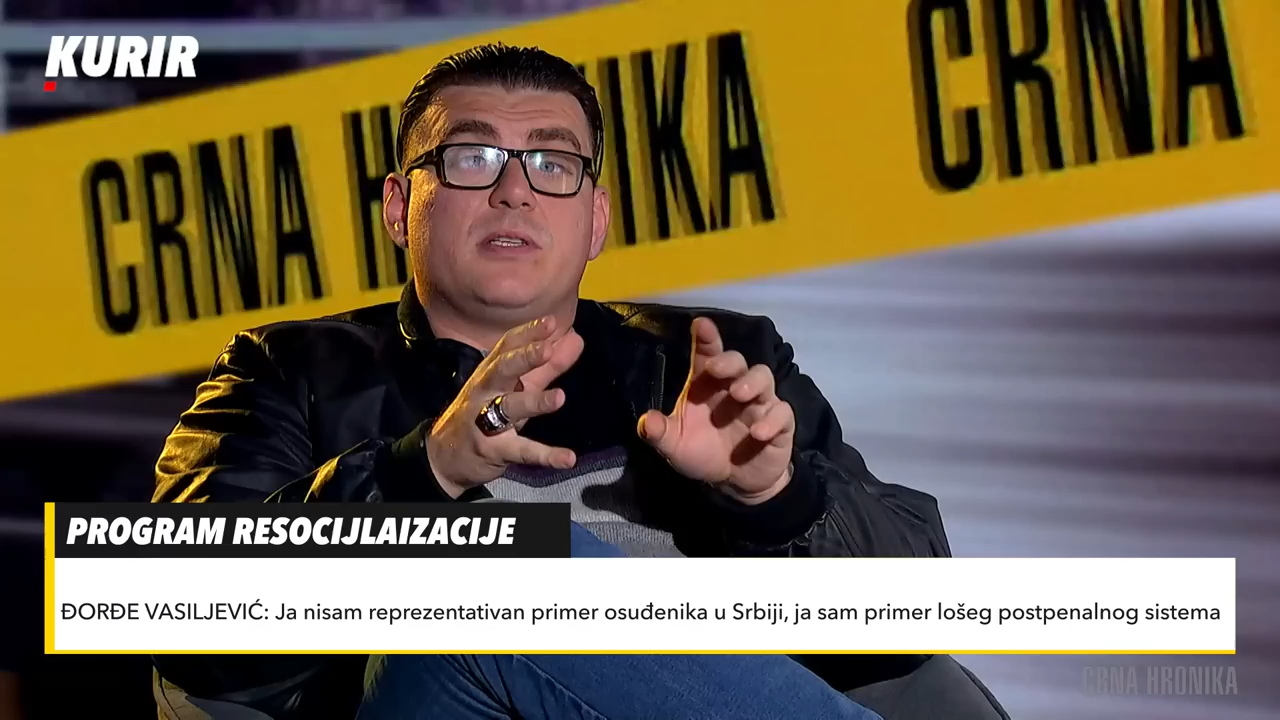 KURIR
CRNA HRONIKA
CRNA
PROGRAM RESOCIJLAIZACIJE
ĐORĐE VASILJEVIĆ: Ja nisam reprezentativan primer osuđenika u Srbiji, ja sam primer lošeg postpenalnog sistema
CRNA HRONIKA